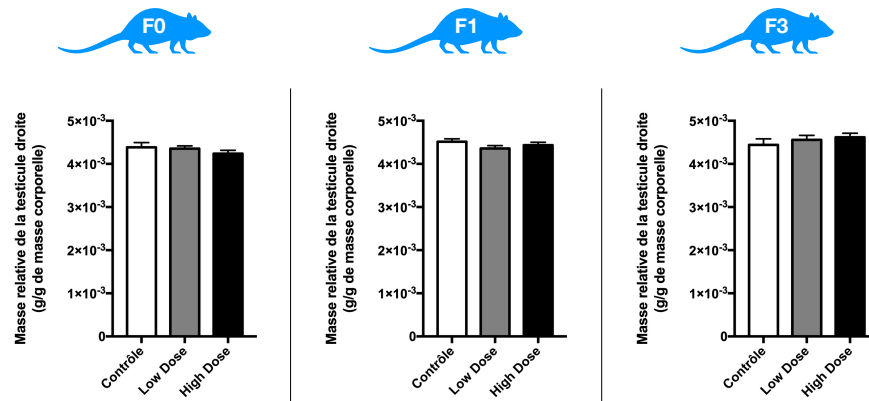 F0
F1
F3
Masse relative de la testicule droite
(g/g de masse corporelle)
5×10-3
4×10-3
3×10-3
2×10-3
1×10-3
0
Contrôle
Low Dose
High Dose
Masse relative de la testicule droite
(g/g de masse corporelle)
5×10-3
4×10-3
3×10-3
2×10-3
1×10-3
0
Contrôle
Low Dose
High Dose
Masse relative de la testicule droite
(g/g de masse corporelle)
5×10-3
4×10-3
3×10-3
2×10-3
1×10-3
0
Contrôle
Low Dose
High Dose